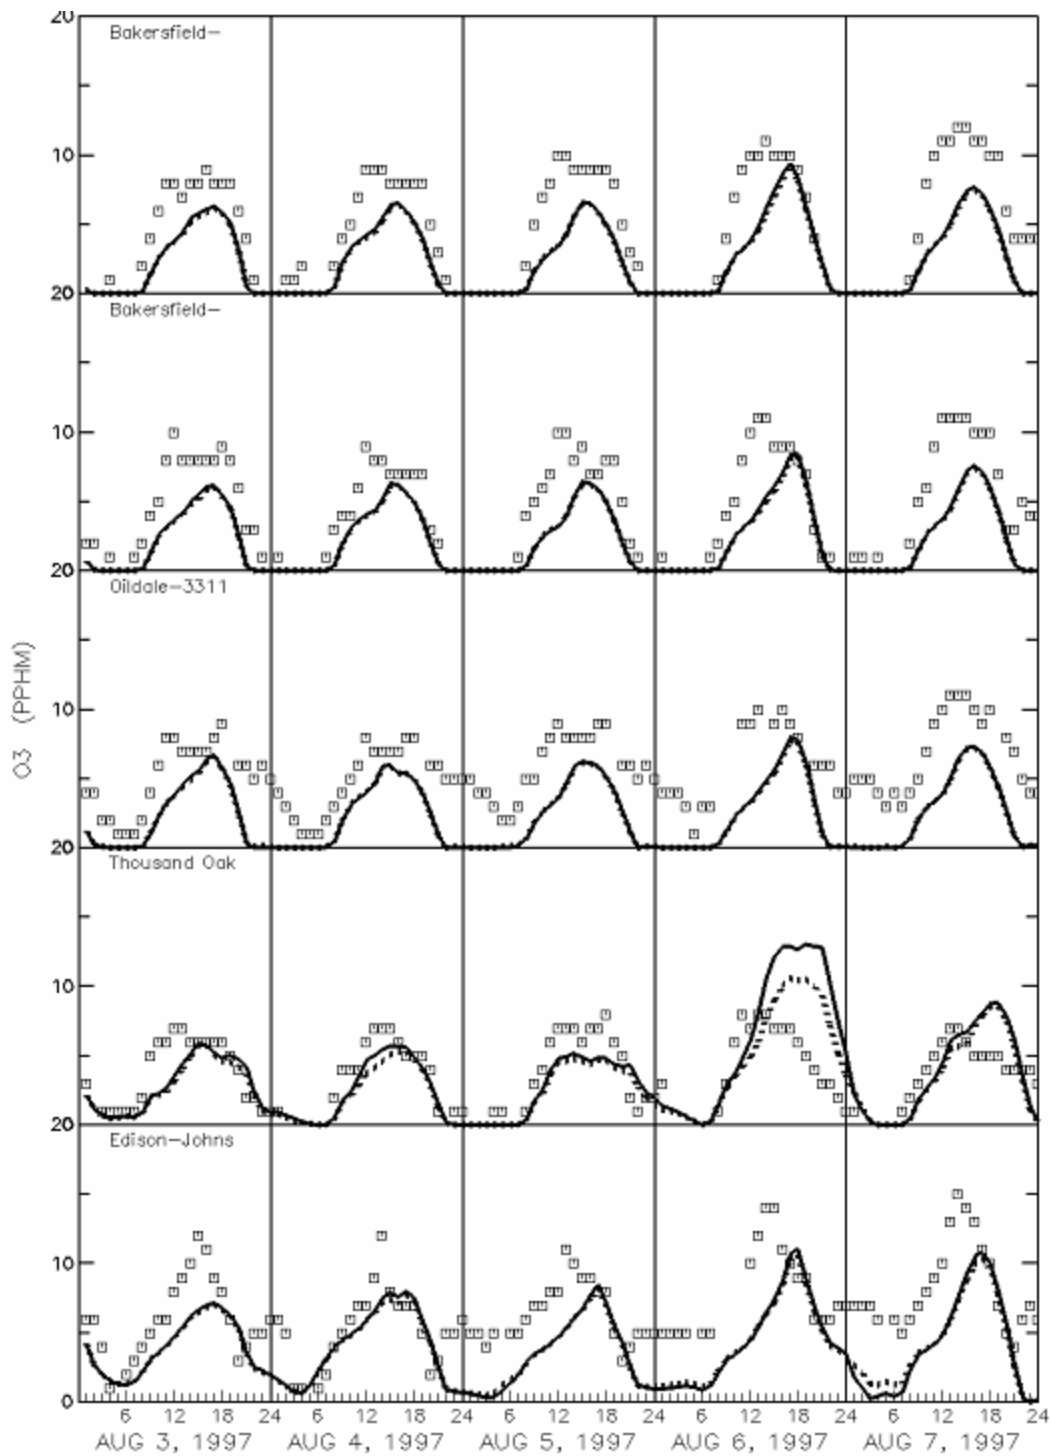 20
Bakersfield-
10
20
Bakersfield-
10
20
Oildale-3311
10
20
Thousand Oak
10
20
Edison-Johns
10
0
O3 (PPHM)
6 12 18 24 6 12 18 24 6 12 18 24 6 12 18 24 6 12 18 24
AUG 3, 1997 AUG 4, 1997 AUG 5, 1997 AUG 6, 1997 AUG 7, 1997